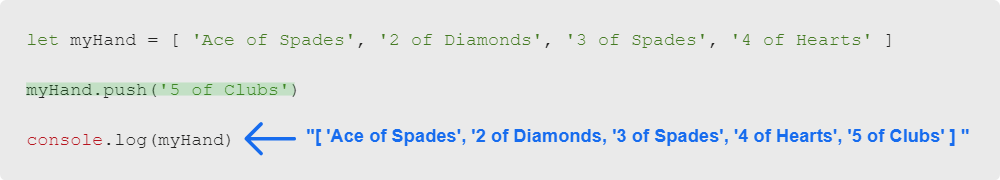 let myHand = [ 'Ace of Spades', '2 of Diamonds', '3 of Spades', '4 of Hearts' ]
myHand.push('5 of Clubs')
console.log(myHand) "[ 'Ace of Spades', '2 of Diamonds, '3 of Spades', '4 of Hearts', '5 of Clubs' ] "